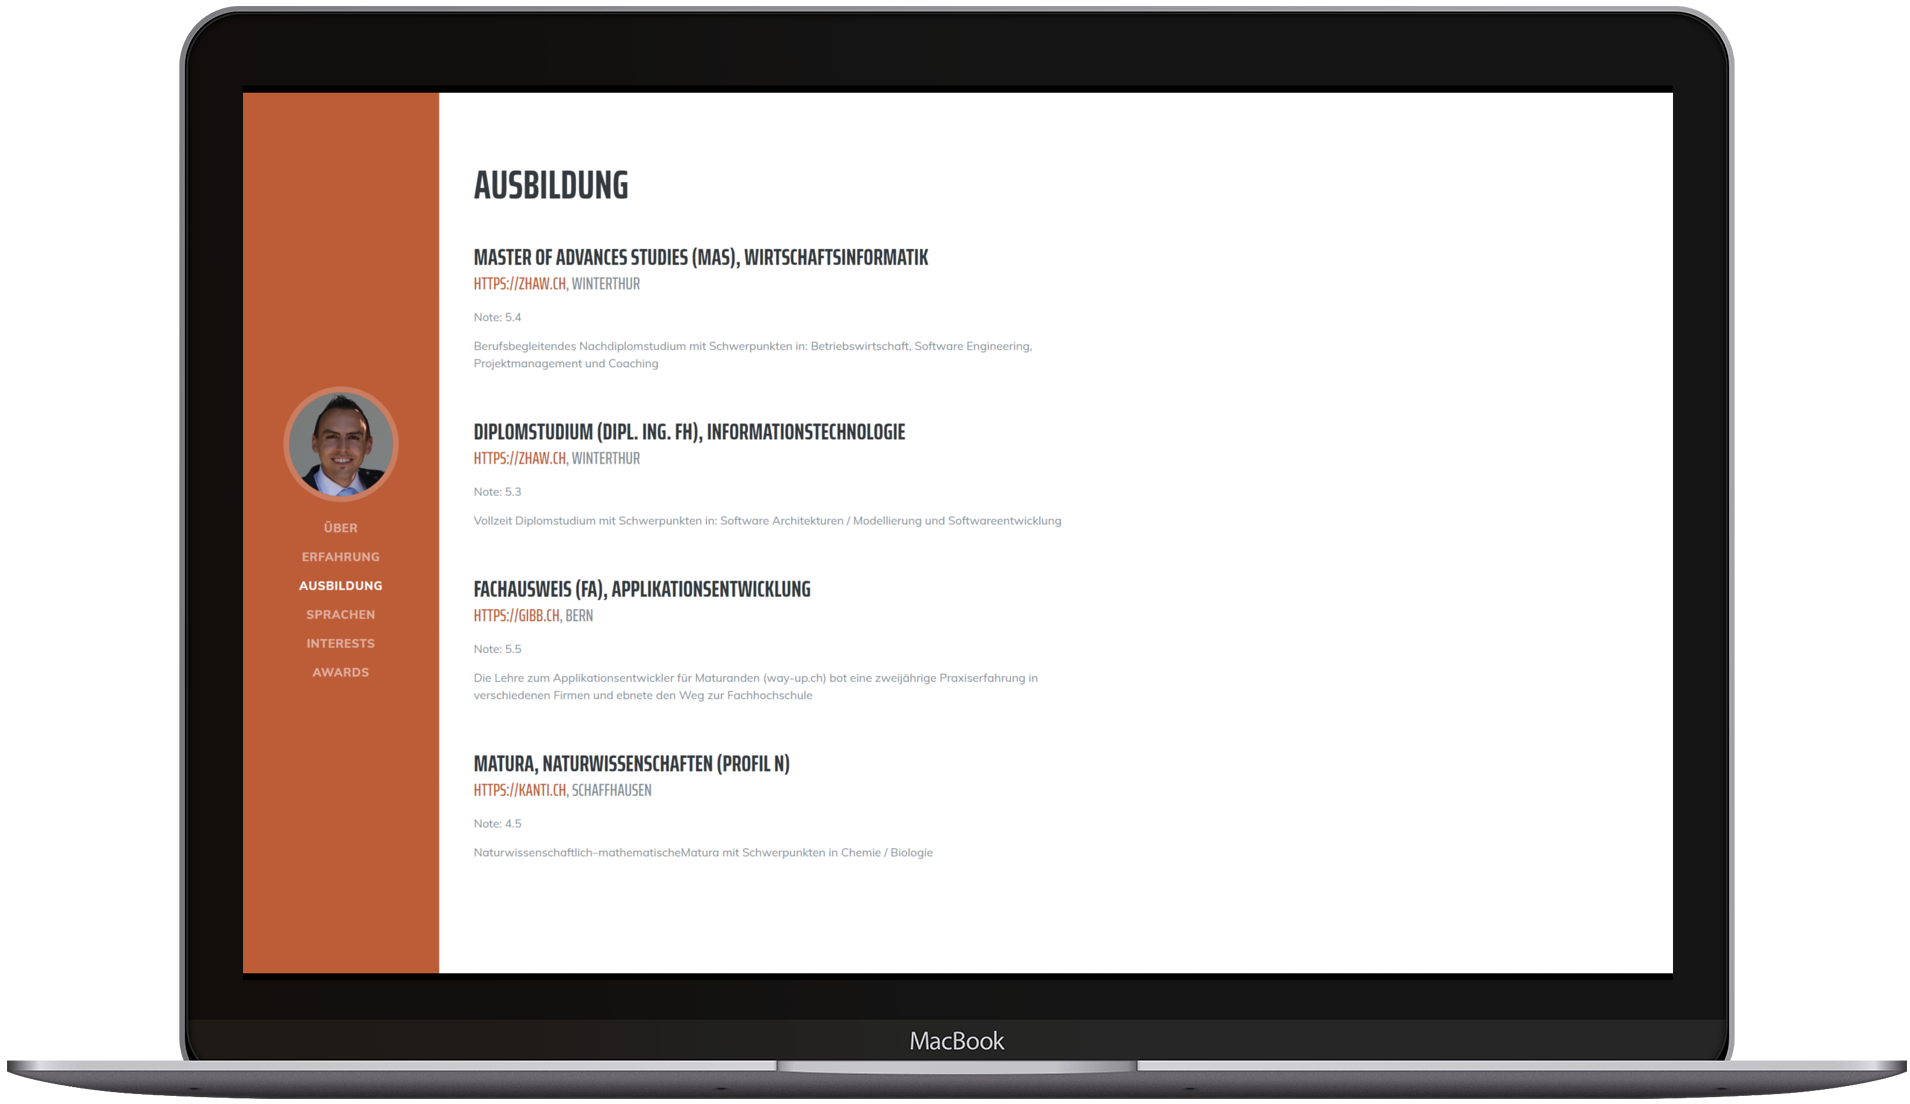 ÜBER
ERFAHRUNG
AUSBILDUNG
SPRACHEN
INTERESTS
AWARDS
AUSBILDUNG
MASTER OF ADVANCES STUDIES (MAS), WIRTSCHAFTSINFORMATIK
HTTPS://ZHAW.CH, WINTERTHUR
Note: 5.4
Berufsbegleitendes Nachdiplomstudium mit Schwerpunkten in: Betriebswirtschaft, Software Engineering,
Projektmanagement und Coaching
DIPLOMSTUDIUM (DIPL. ING. FH), INFORMATIONSTECHNOLOGIE
HTTPS://ZHAW.CH, WINTERTHUR
Note: 5.3
Vollzeit Diplomstudium mit Schwerpunkten in: Software Architekturen / Modellierung und Softwareentwicklung
FACHAUSWEIS (FA), APPLIKATIONSENTWICKLUNG
HTTPS://GIBB.CH, BERN
Note: 5.5
Die Lehre zum Applikationsentwickler für Maturanden (way-up.ch) bot eine zweijährige Praxiserfahrung in
verschiedenen Firmen und ebnete den Weg zur Fachhochschule
MATURA, NATURWISSENSCHAFTEN (PROFIL N)
HTTPS://KANTI.CH, SCHAFFHAUSEN
Note: 4.5
Naturwissenschaftlich–mathematischeMatura mit Schwerpunkten in Chemie / Biologie
MacBook